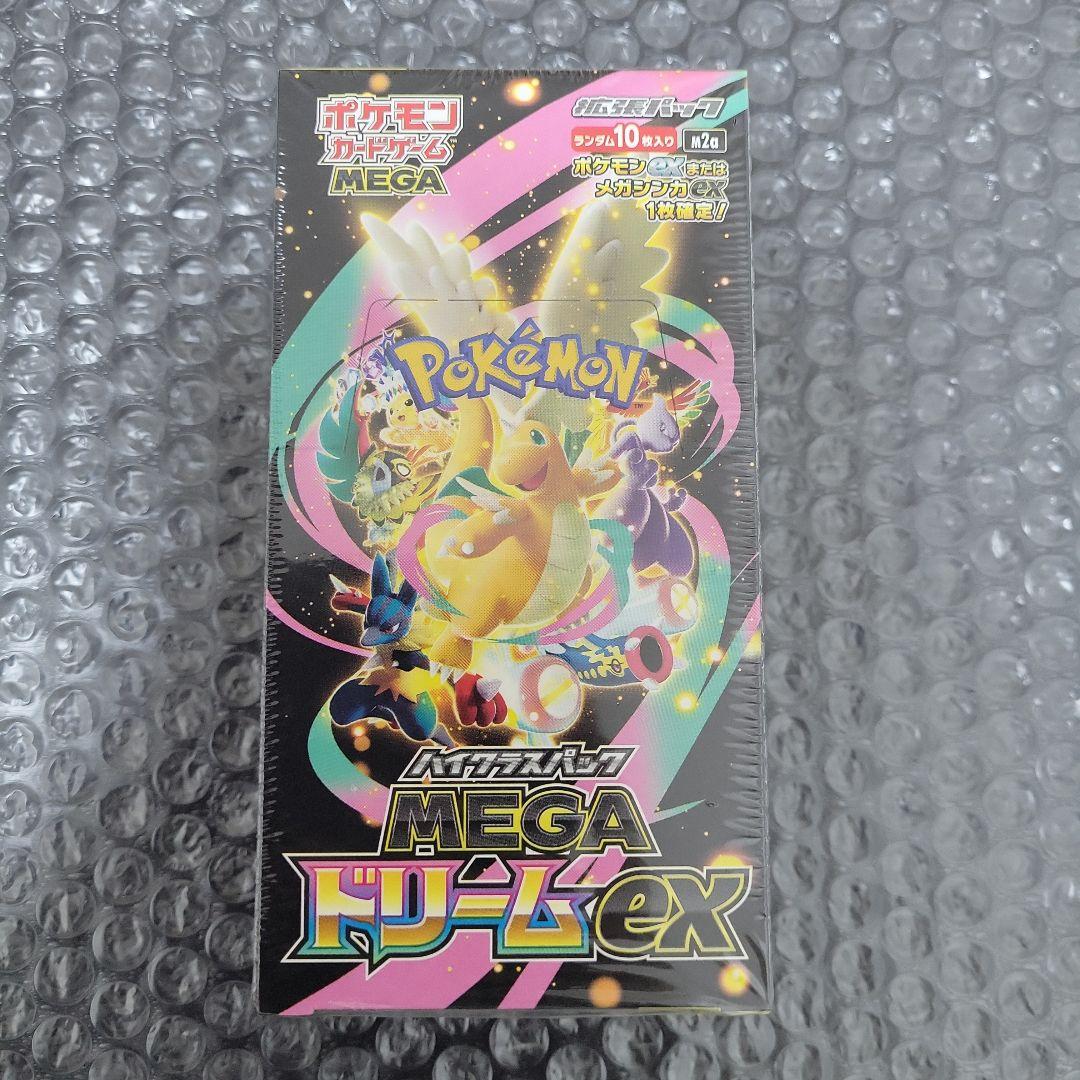 ポケモン
カードゲーム
MEGA
拡張パック
ランダム10枚入り M2a
ポケモンexまたは
メガシンカex
1枚確定!
POKéMON
TM
ハイクラスパック
MEGA
ドリームex